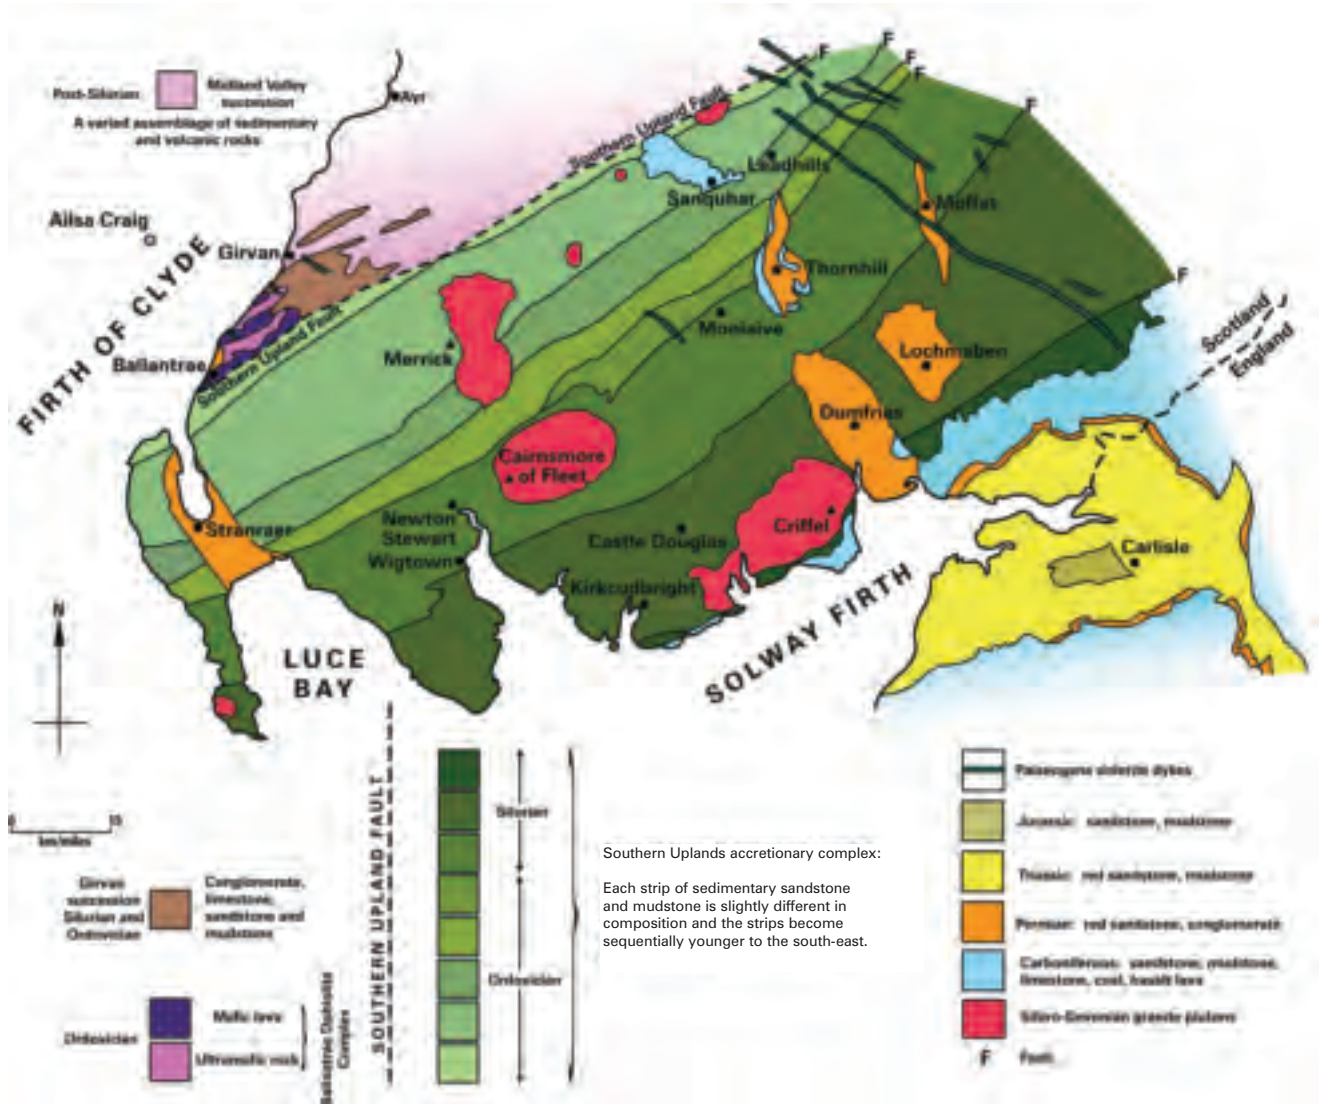 Post-Silurian
Midland Valley
succession
A varied assemblage of sedimentary
and volcanic rocks
Ayr
Ailsa Craig
Girvan
FIRTH OF CLYDE
Ballantrae
Southern Upland Fault
Southern Upland Fault
F
F
F
F
F
F
Leadhills
Sanquhar
Moffat
Thornhill
Moniaive
Merrick
Lochmaben
Scotland
England
Dumfries
Cairnsmore
of Fleet
Stranraer
Newton
Stewart
Wigtown
Castle Douglas
Criffel
Kirkcudbright
Carlisle
SOLWAY FIRTH
LUCE
BAY
N
km/miles
Girvan
succession
Silurian and
Ordovician
Conglomerate,
limestone,
sandstone and
mudstone
Ordovician
Mafic lava
Ultramafic rock
Ballantrae Ophiolite
Complex
SOUTHERN UPLAND FAULT
Silurian
Ordovician
Southern Uplands accretionary complex:
Each strip of sedimentary sandstone
and mudstone is slightly different in
composition and the strips become
sequentially younger to the south-east.
Palaeogene dolerite dykes
Jurassic: sandstone, mudstone
Triassic: red sandstone, mudstone
Permian: red sandstone, conglomerate
Carboniferous: sandstone, mudstone,
limestone, coal, basalt lava
Siluro-Devonian granite plutons
F Fault